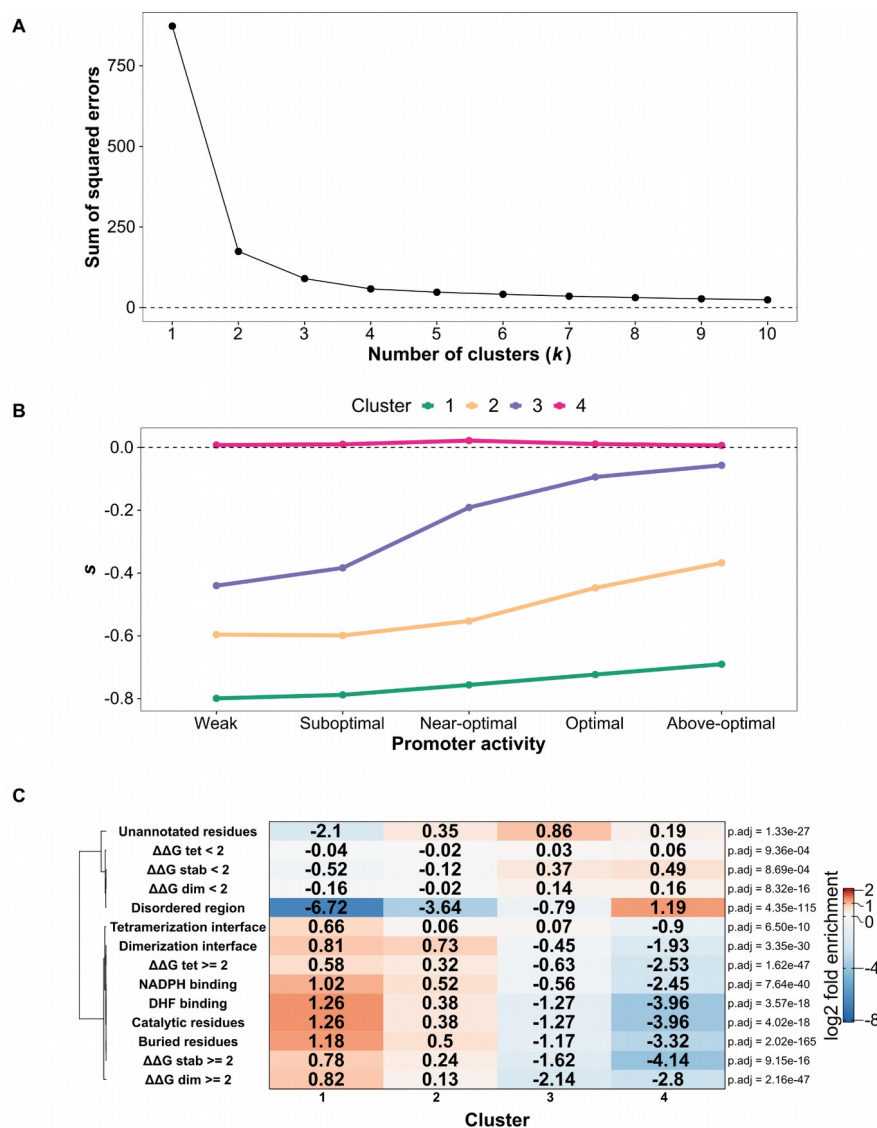 A
Sum of squared errors
750
500
250
0
1 2 3 4 5 6 7 8 9 10
Number of clusters (k)
Cluster 1 2 3 4
B
s
0.0
-0.2
-0.4
-0.6
-0.8
Weak Suboptimal Near-optimal Optimal Above-optimal
Promoter activity
C
Unannotated residues -2.1 0.35 0.86 0.19 p.adj = 1.33e-27
ΔΔG tet < 2 -0.04 -0.02 0.03 0.06 p.adj = 9.36e-04
ΔΔG stab < 2 -0.52 -0.12 0.37 0.49 p.adj = 8.69e-04
ΔΔG dim < 2 -0.16 -0.02 0.14 0.16 p.adj = 8.32e-16
Disordered region -6.72 -3.64 -0.79 1.19 p.adj = 4.35e-115
Tetramerization interface 0.66 0.06 0.07 -0.9 p.adj = 6.50e-10
Dimerization interface 0.81 0.73 -0.45 -1.93 p.adj = 3.35e-30
ΔΔG tet >= 2 0.58 0.32 -0.63 -2.53 p.adj = 1.62e-47
NADPH binding 1.02 0.52 -0.56 -2.45 p.adj = 7.64e-40
DHF binding 1.26 0.38 -1.27 -3.96 p.adj = 3.57e-18
Catalytic residues 1.26 0.38 -1.27 -3.96 p.adj = 4.02e-18
Buried residues 1.18 0.5 -1.17 -3.32 p.adj = 2.02e-165
ΔΔG stab >= 2 0.78 0.24 -1.62 -4.14 p.adj = 9.15e-16
ΔΔG dim >= 2 0.82 0.13 -2.14 -2.8 p.adj = 2.16e-47
1 2 3 4
Cluster
log2 fold enrichment
2
1
0
-4
-8